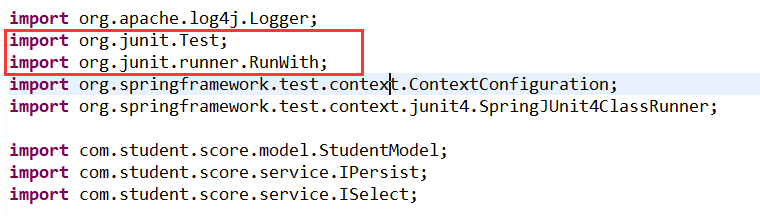 import org.apache.log4j.Logger;
import org.junit.Test;
import org.junit.runner.RunWith;
import org.springframework.test.context.ContextConfiguration;
import org.springframework.test.context.junit4.SpringJUnit4ClassRunner;
import com.student.score.model.StudentModel;
import com.student.score.service.IPersist;
import com.student.score.service.ISelect;